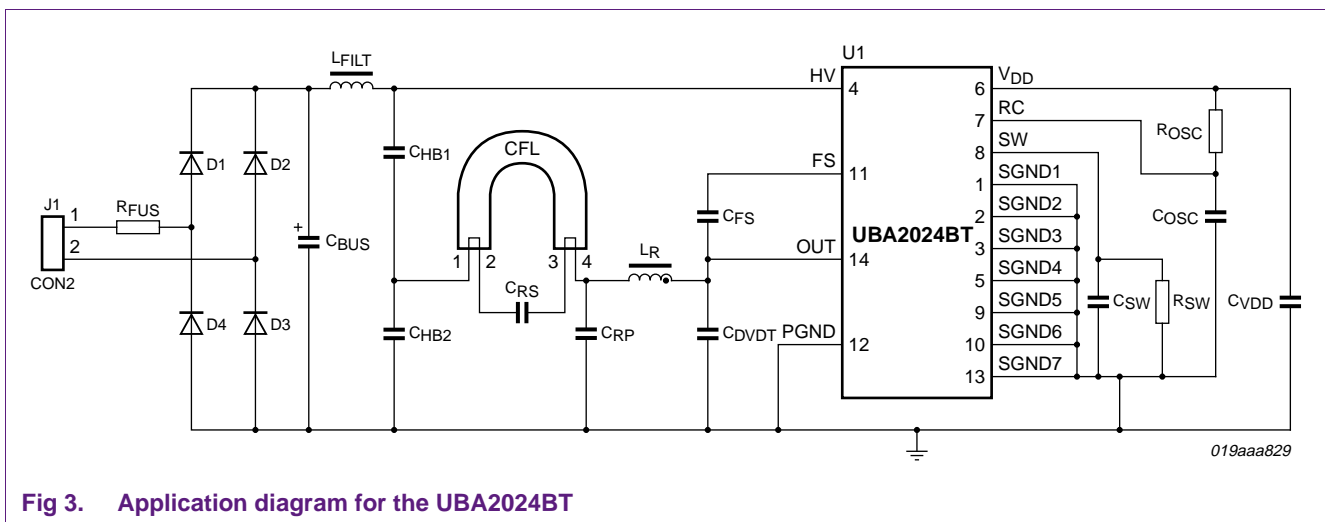 LFILT
U1
HV
4
VDD
6
RC
7
SW
8
SGND1
1
SGND2
2
SGND3
3
SGND4
5
SGND5
9
SGND6
10
SGND7
13
ROSC
COSC
CSW
RSW
CVDD
D1
D2
CHB1
CFL
FS
11
CFS
UBA2024BT
J1
1
RFUS
2
CON2
+
CBUS
1
2
3
4
LR
OUT
14
CRS
D4
D3
CHB2
CRP
CDVDT
PGND
12
019aaa829
Fig 3. Application diagram for the UBA2024BT